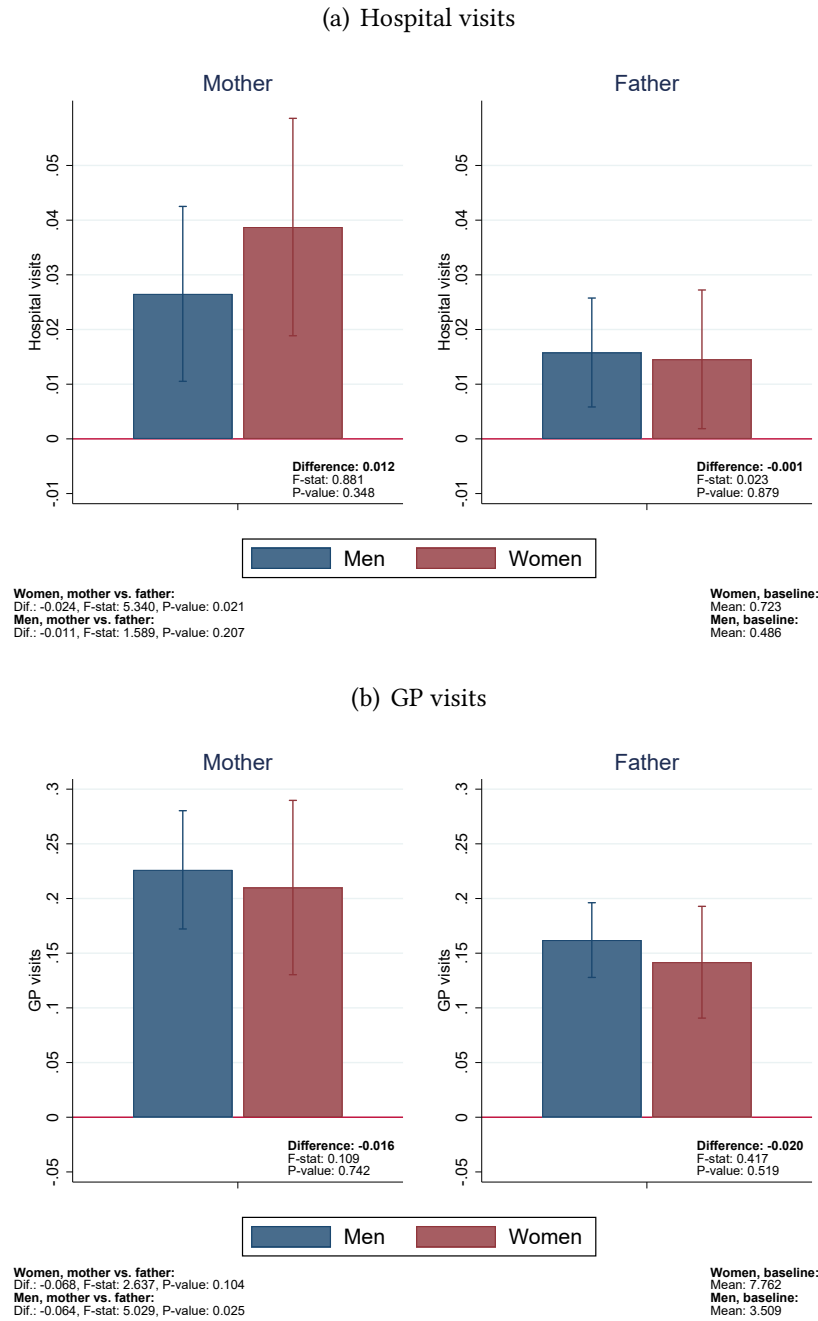 (a) Hospital visits
Mother
Father
Hospital visits
.05
.04
.03
.02
.01
0
-.01
Difference: 0.012
F-stat: 0.881
P-value: 0.348
Hospital visits
.05
.04
.03
.02
.01
0
-.01
Difference: -0.001
F-stat: 0.023
P-value: 0.879
Men
Women
Women, mother vs. father:
Dif.: -0.024, F-stat: 5.340, P-value: 0.021
Men, mother vs. father:
Dif.: -0.011, F-stat: 1.589, P-value: 0.207
Women, baseline:
Mean: 0.723
Men, baseline:
Mean: 0.486
(b) GP visits
Mother
Father
GP visits
.3
.25
.2
.15
.1
.05
0
-.05
Difference: -0.016
F-stat: 0.109
P-value: 0.742
GP visits
.3
.25
.2
.15
.1
.05
0
-.05
Difference: -0.020
F-stat: 0.417
P-value: 0.519
Men
Women
Women, mother vs. father:
Dif.: -0.068, F-stat: 2.637, P-value: 0.104
Men, mother vs. father:
Dif.: -0.064, F-stat: 5.029, P-value: 0.025
Women, baseline:
Mean: 7.762
Men, baseline:
Mean: 3.509